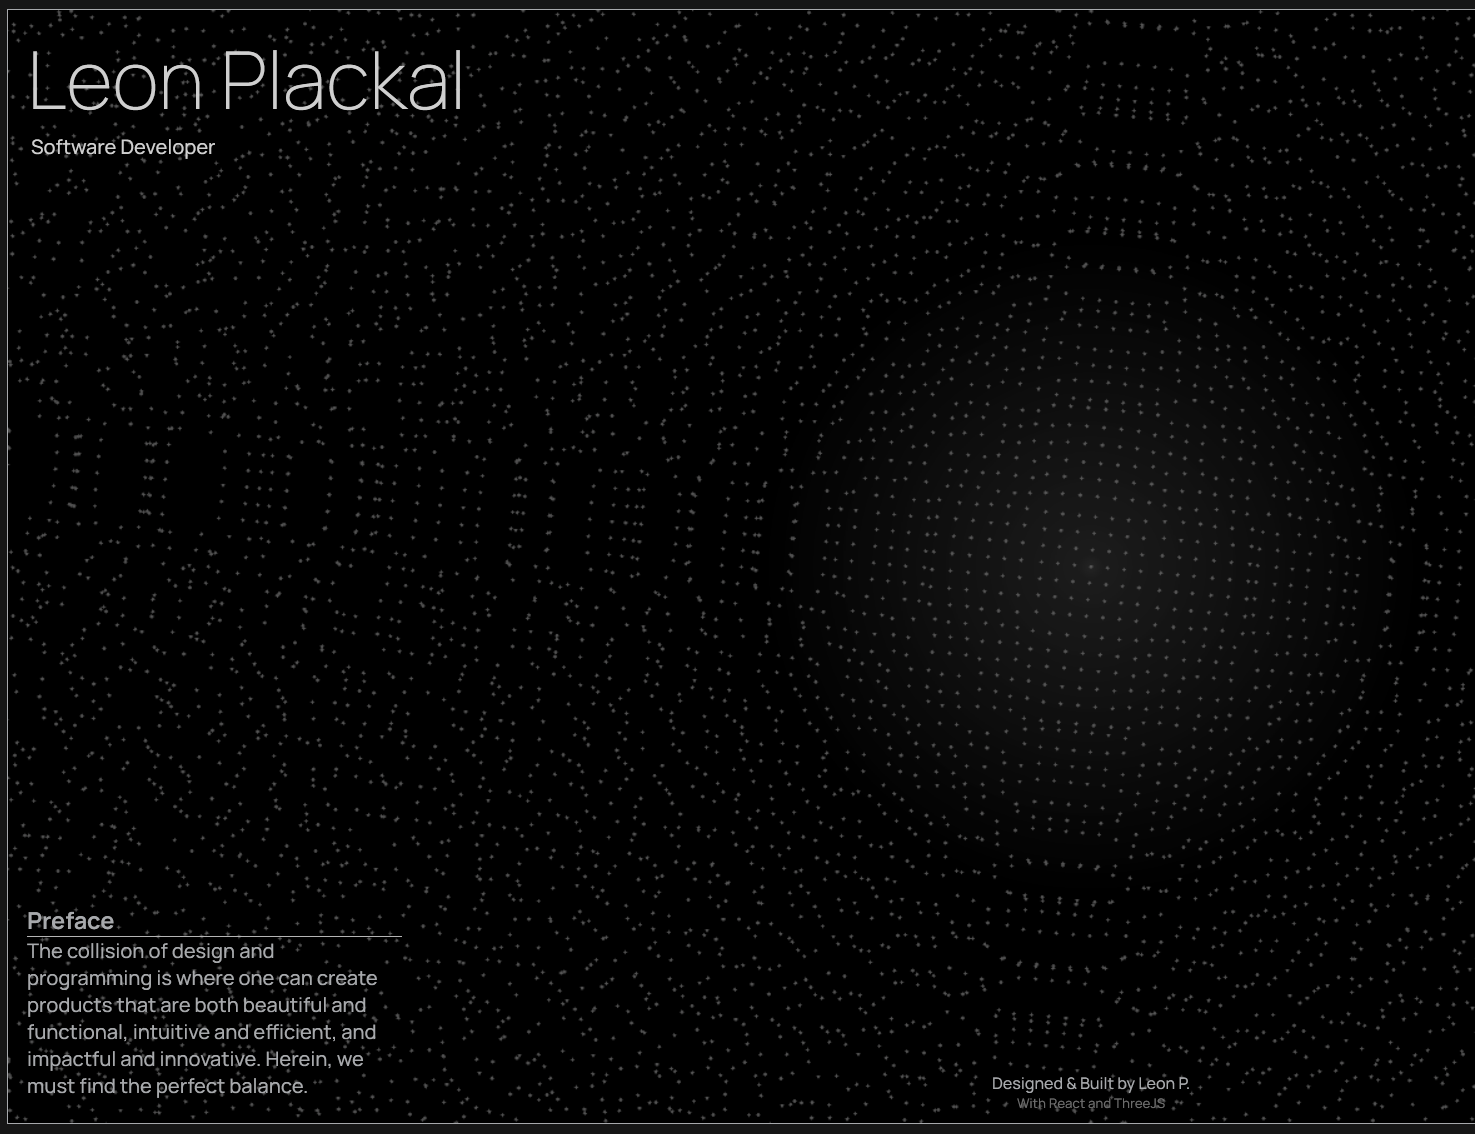 Leon Plackal
Software Developer
Preface
The collision of design and
programming is where one can create
products that are both beautiful and
functional, intuitive and efficient, and
impactful and innovative. Herein, we
must find the perfect balance.
Designed & Built by Leon P.
With React and ThreeJS